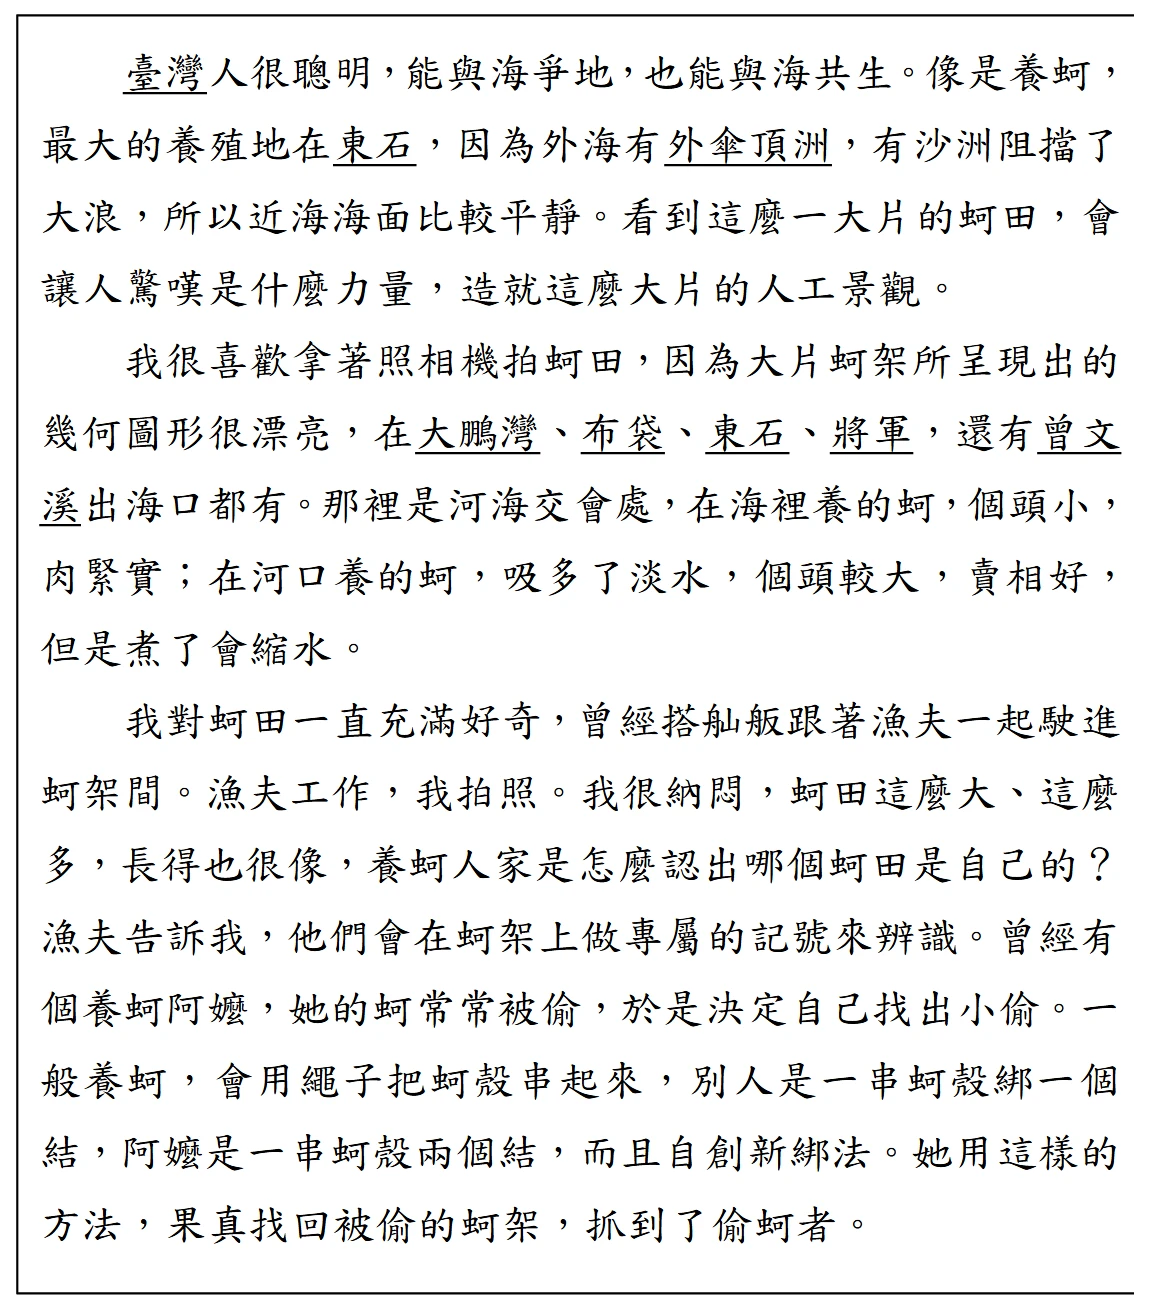 臺灣人很聰明，能與海爭地，也能與海共生。像是養蚵，
最大的養殖地在東石，因為外海有外傘頂洲，有沙洲阻擋了
大浪，所以近海海面比較平靜。看到這麼一大片的蚵田，會
讓人驚嘆是什麼力量，造就這麼大片的人工景觀。
我很喜歡拿著照相機拍蚵田，因為大片蚵架所呈現出的
幾何圖形很漂亮，在大鵬灣、布袋、東石、將軍，還有曾文
溪出海口都有。那裡是河海交會處，在海裡養的蚵，個頭小，
肉緊實；在河口養的蚵，吸多了淡水，個頭較大，賣相好，
但是煮了會縮水。
我對蚵田一直充滿好奇，曾經搭舢舨跟著漁夫一起駛進
蚵架間。漁夫工作，我拍照。我很納悶，蚵田這麼大、這麼
多，長得也很像，養蚵人家是怎麼認出哪個蚵田是自己的？
漁夫告訴我，他們會在蚵架上做專屬的記號來辨識。曾經有
個養蚵阿嬤，她的蚵常常被偷，於是決定自己找出小偷。一
般養蚵，會用繩子把蚵殼串起來，別人是一串蚵殼綁一個
結，阿嬤是一串蚵殼兩個結，而且自創新綁法。她用這樣的
方法，果真找回被偷的蚵架，抓到了偷蚵者。